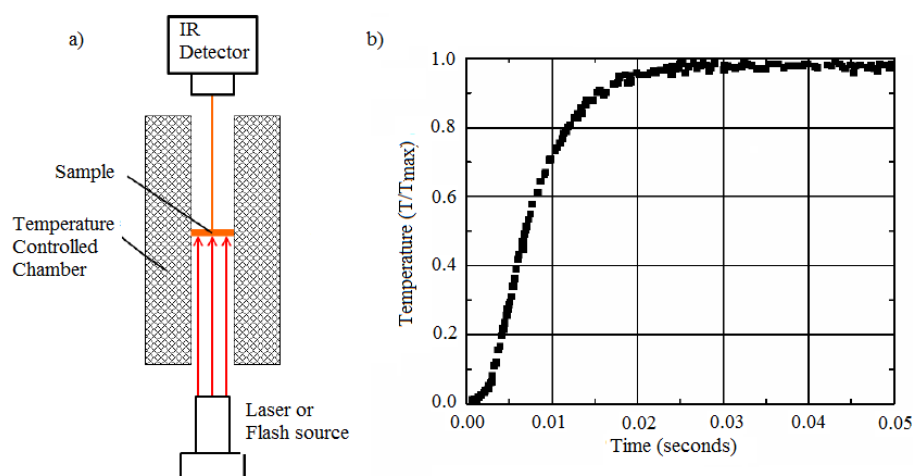 a)
IR
Detector
Sample
Temperature
Controlled
Chamber
Laser or
Flash source
b)
Temperature (T/Tmax)
1.0
0.8
0.6
0.4
0.2
0.0
0.00 0.01 0.02 0.03 0.04 0.05
Time (seconds)